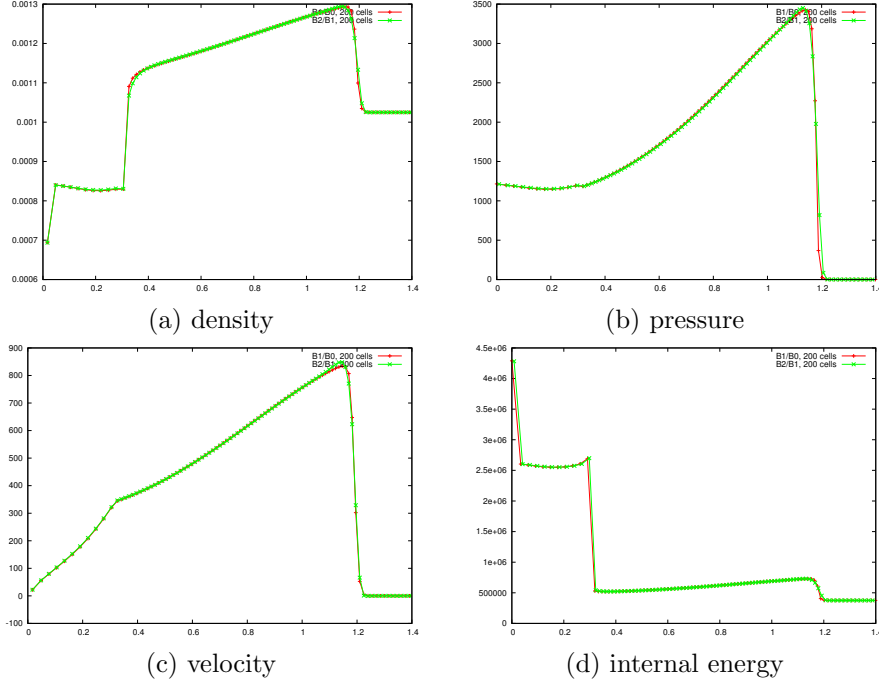 0.0013
0.0012
0.0011
0.001
0.0009
0.0008
0.0007
0.0006
0 0.2 0.4 0.6 0.8 1 1.2 1.4
B1/B0, 200 cells
B2/B1, 200 cells
(a) density
3500
3000
2500
2000
1500
1000
500
0
0 0.2 0.4 0.6 0.8 1 1.2 1.4
B1/B0, 200 cells
B2/B1, 200 cells
(b) pressure
900
800
700
600
500
400
300
200
100
0
-100
0 0.2 0.4 0.6 0.8 1 1.2 1.4
B1/B0, 200 cells
B2/B1, 200 cells
(c) velocity
4.5e+06
4e+06
3.5e+06
3e+06
2.5e+06
2e+06
1.5e+06
1e+06
500000
0
0 0.2 0.4 0.6 0.8 1 1.2 1.4
B1/B0, 200 cells
B2/B1, 200 cells
(d) internal energy